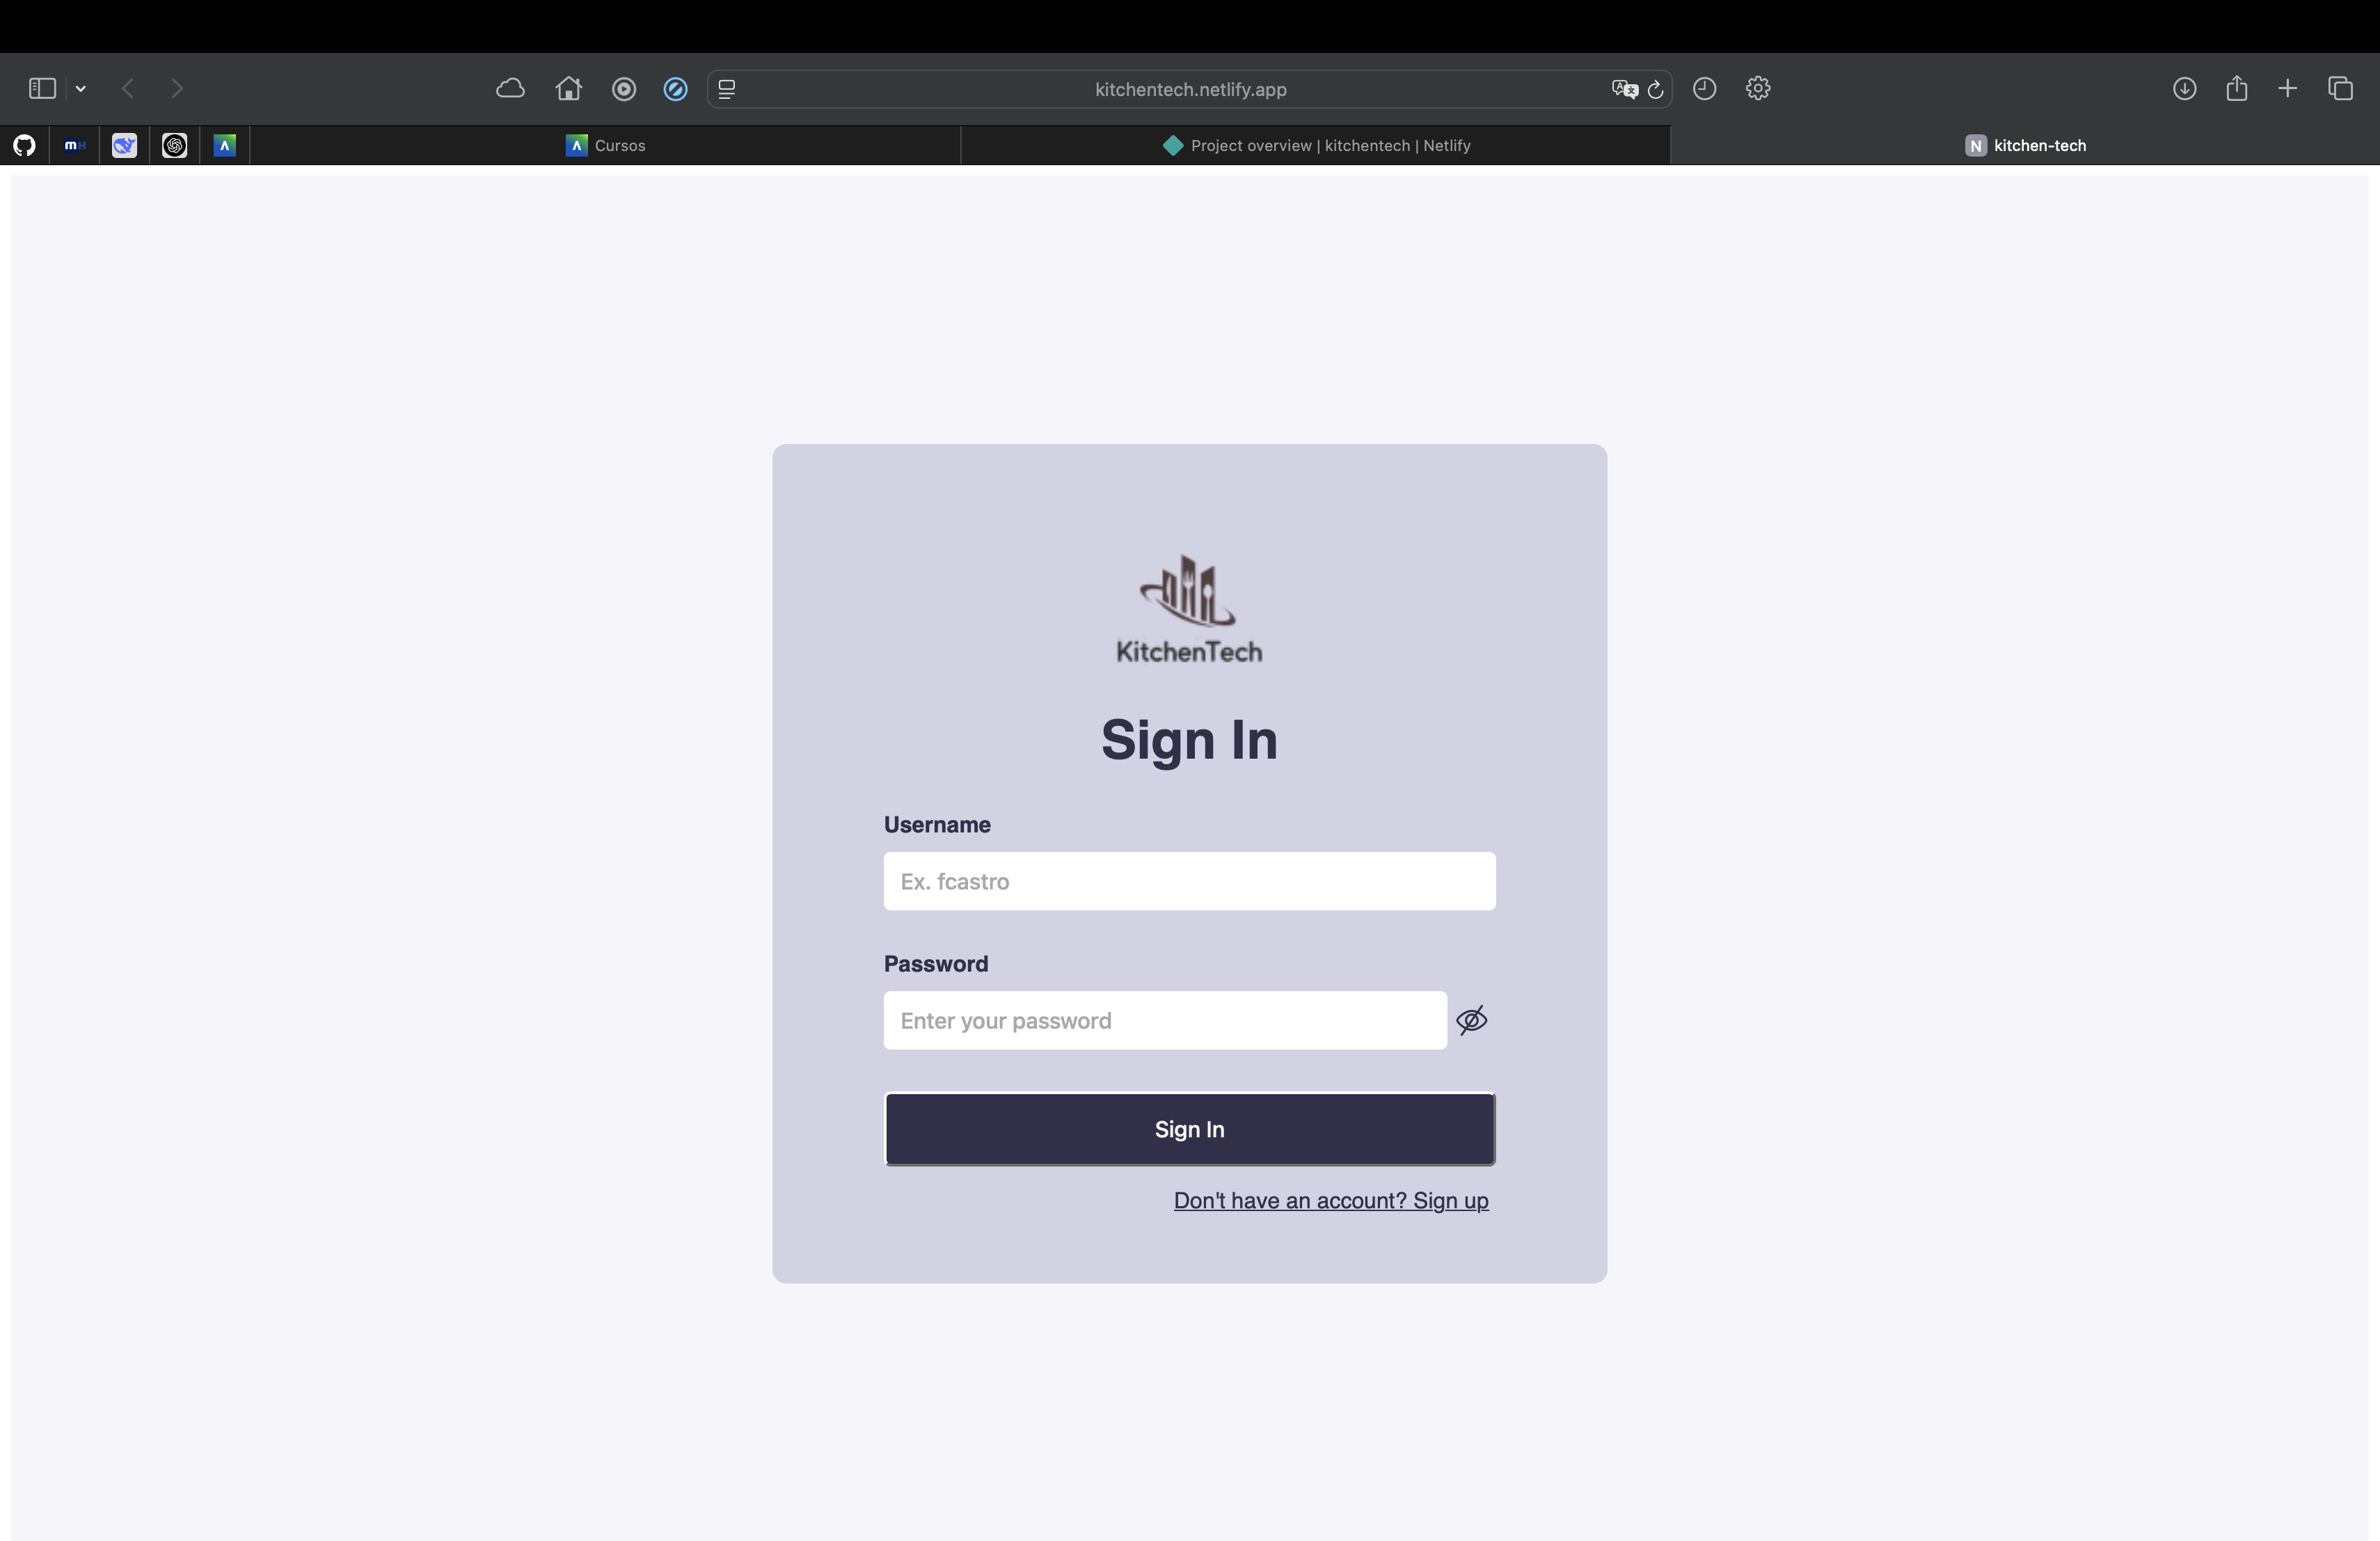 kitchentech.netlify.app
mH
Cursos
Project overview | kitchentech | Netlify
N kitchen-tech
KitchenTech
Sign In
Username
Ex. fcastro
Password
Enter your password
Sign In
Don't have an account? Sign up